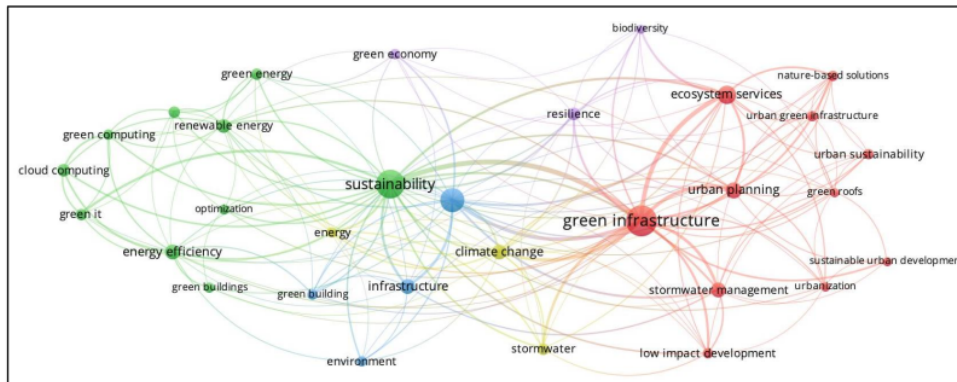 biodiversity
green economy
green energy
nature-based solutions
ecosystem services
resilience
urban green infrastructure
renewable energy
green computing
urban sustainability
cloud computing
sustainability
urban planning
green roofs
optimization
green it
green infrastructure
energy
energy efficiency
climate change
sustainable urban developmen
green buildings
green building
infrastructure
stormwater management
urbanization
stormwater
low impact development
environment